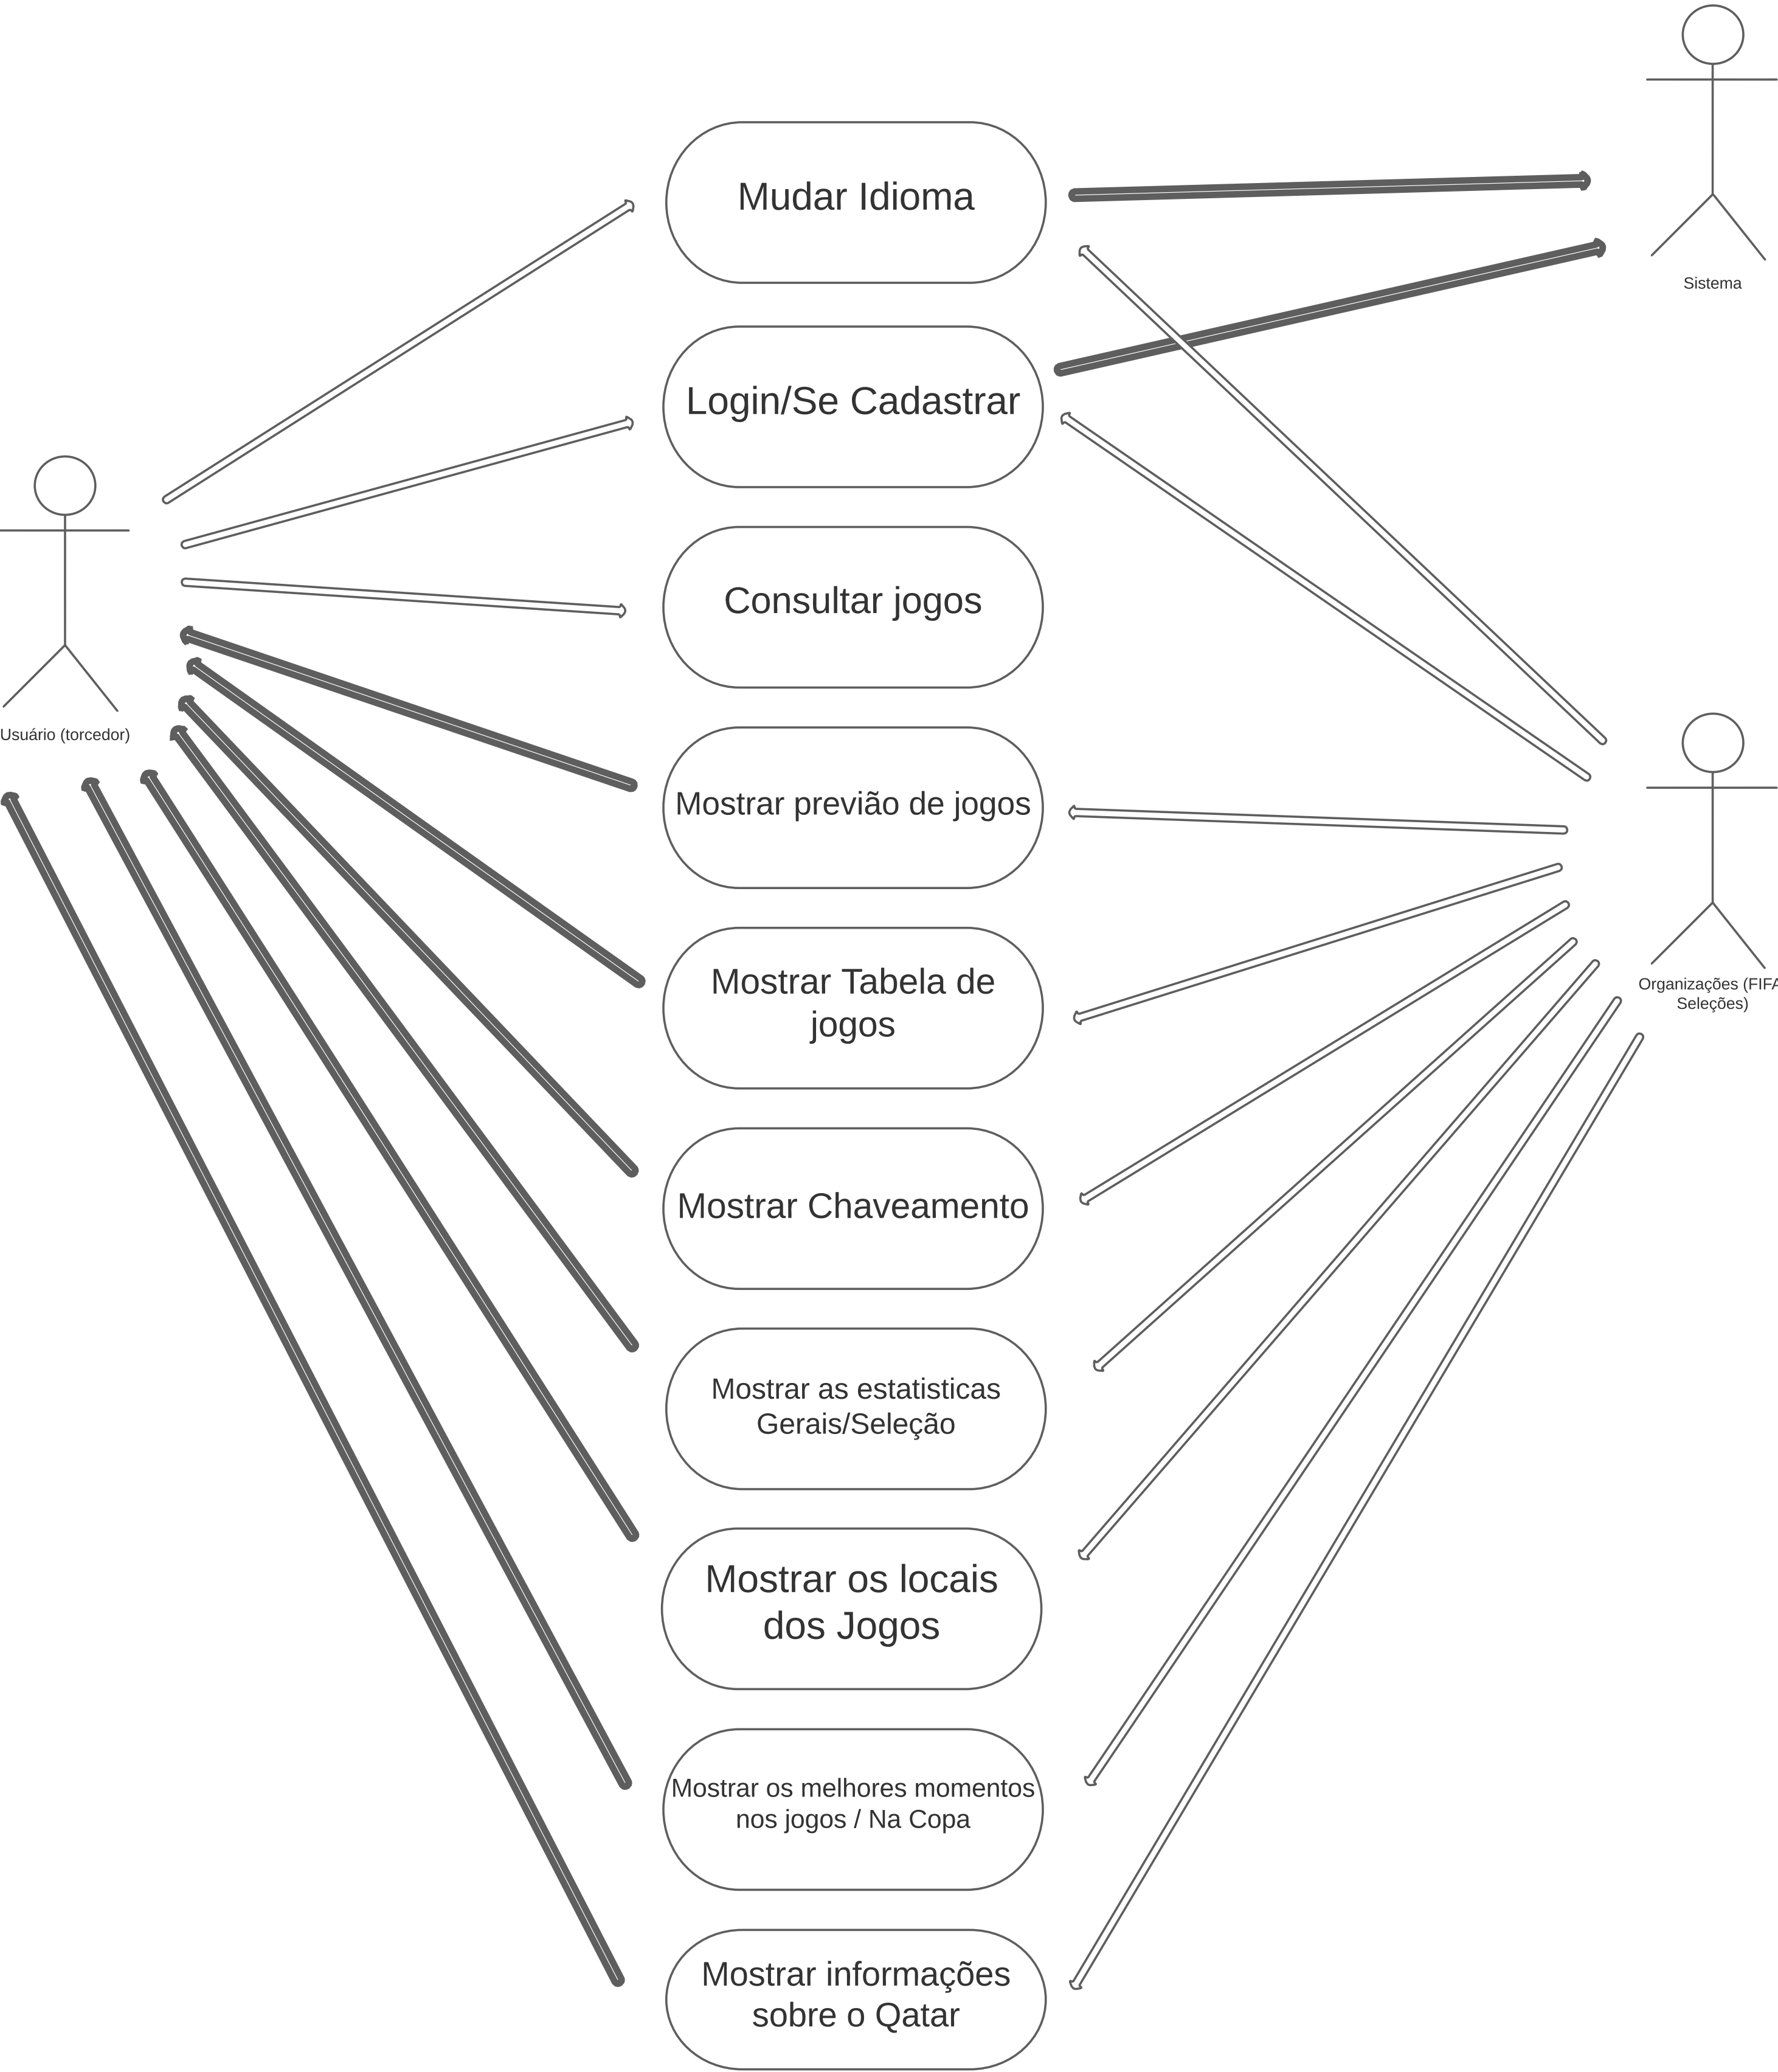 Sistema
Mudar Idioma
Login/Se Cadastrar
Consultar jogos
Usuário (torcedor)
Mostrar previão de jogos
Mostrar Tabela de
jogos
Organizações (FIFA
Seleções)
Mostrar Chaveamento
Mostrar as estatisticas
Gerais/Seleção
Mostrar os locais
dos Jogos
Mostrar os melhores momentos
nos jogos / Na Copa
Mostrar informações
sobre o Qatar